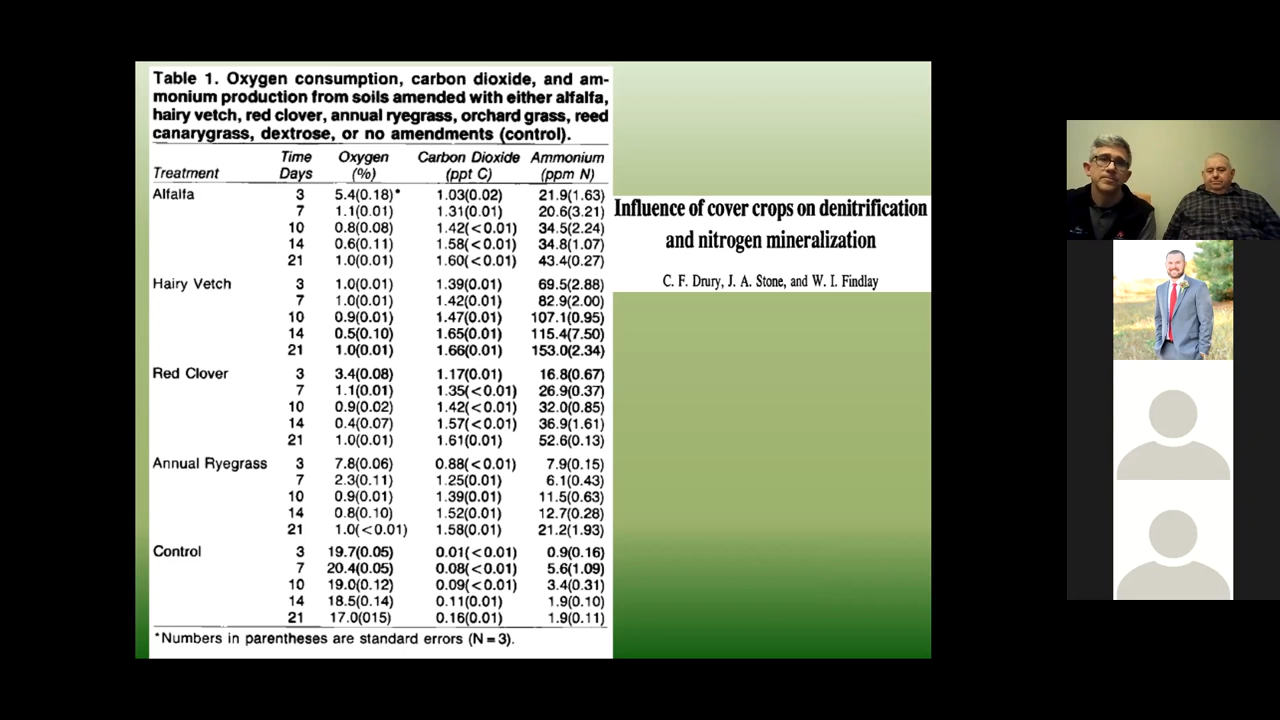 Table 1. Oxygen consumption, carbon dioxide, and am-
monium production from soils amended with either alfalfa,
hairy vetch, red clover, annual ryegrass, orchard grass, reed
canarygrass, dextrose, or no amendments (control).
Time Oxygen Carbon Dioxide Ammonium
Treatment Days (%) (ppt C) (ppm N)
Alfalfa 3 5.4(0.18)* 1.03(0.02) 21.9(1.63)
7 1.1(0.01) 1.31(0.01) 20.6(3.21)
10 0.8(0.08) 1.42(<0.01) 34.5(2.24)
14 0.6(0.11) 1.58(<0.01) 34.8(1.07)
21 1.0(0.01) 1.60(<0.01) 43.4(0.27)
Hairy Vetch 3 1.0(0.01) 1.39(0.01) 69.5(2.88)
7 1.0(0.01) 1.42(0.01) 82.9(2.00)
10 0.9(0.01) 1.47(0.01) 107.1(0.95)
14 0.5(0.10) 1.65(0.01) 115.4(7.50)
21 1.0(0.01) 1.66(0.01) 153.0(2.34)
Red Clover 3 3.4(0.08) 1.17(0.01) 16.8(0.67)
7 1.1(0.01) 1.35(<0.01) 26.9(0.37)
10 0.9(0.02) 1.42(<0.01) 32.0(0.85)
14 0.4(0.07) 1.57(<0.01) 36.9(1.61)
21 1.0(0.01) 1.61(0.01) 52.6(0.13)
Annual Ryegrass 3 7.8(0.06) 0.88(<0.01) 7.9(0.15)
7 2.3(0.11) 1.25(0.01) 6.1(0.43)
10 0.9(0.01) 1.39(0.01) 11.5(0.63)
14 0.8(0.10) 1.52(0.01) 12.7(0.28)
21 1.0(<0.01) 1.58(0.01) 21.2(1.93)
Control 3 19.7(0.05) 0.01(<0.01) 0.9(0.16)
7 20.4(0.05) 0.08(<0.01) 5.6(1.09)
10 19.0(0.12) 0.09(<0.01) 3.4(0.31)
14 18.5(0.14) 0.11(0.01) 1.9(0.10)
21 17.0(015) 0.16(0.01) 1.9(0.11)
*Numbers in parentheses are standard errors (N = 3).
Influence of cover crops on denitrification
and nitrogen mineralization
C. F. Drury, J. A. Stone, and W. I. Findlay